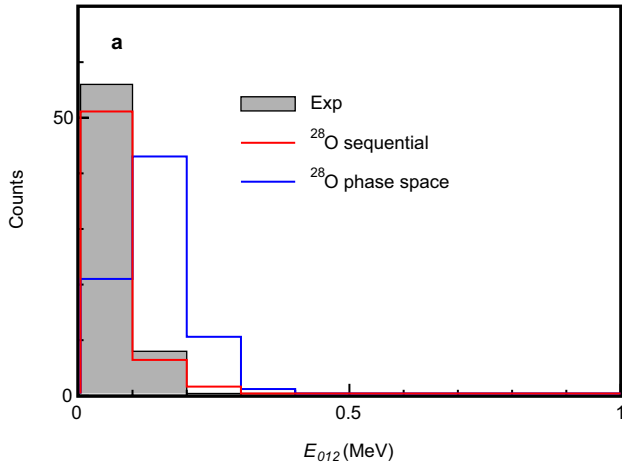 a
Exp
²⁸O sequential
²⁸O phase space
50
0
Counts
0
0.5
1
E₀₁₂ (MeV)